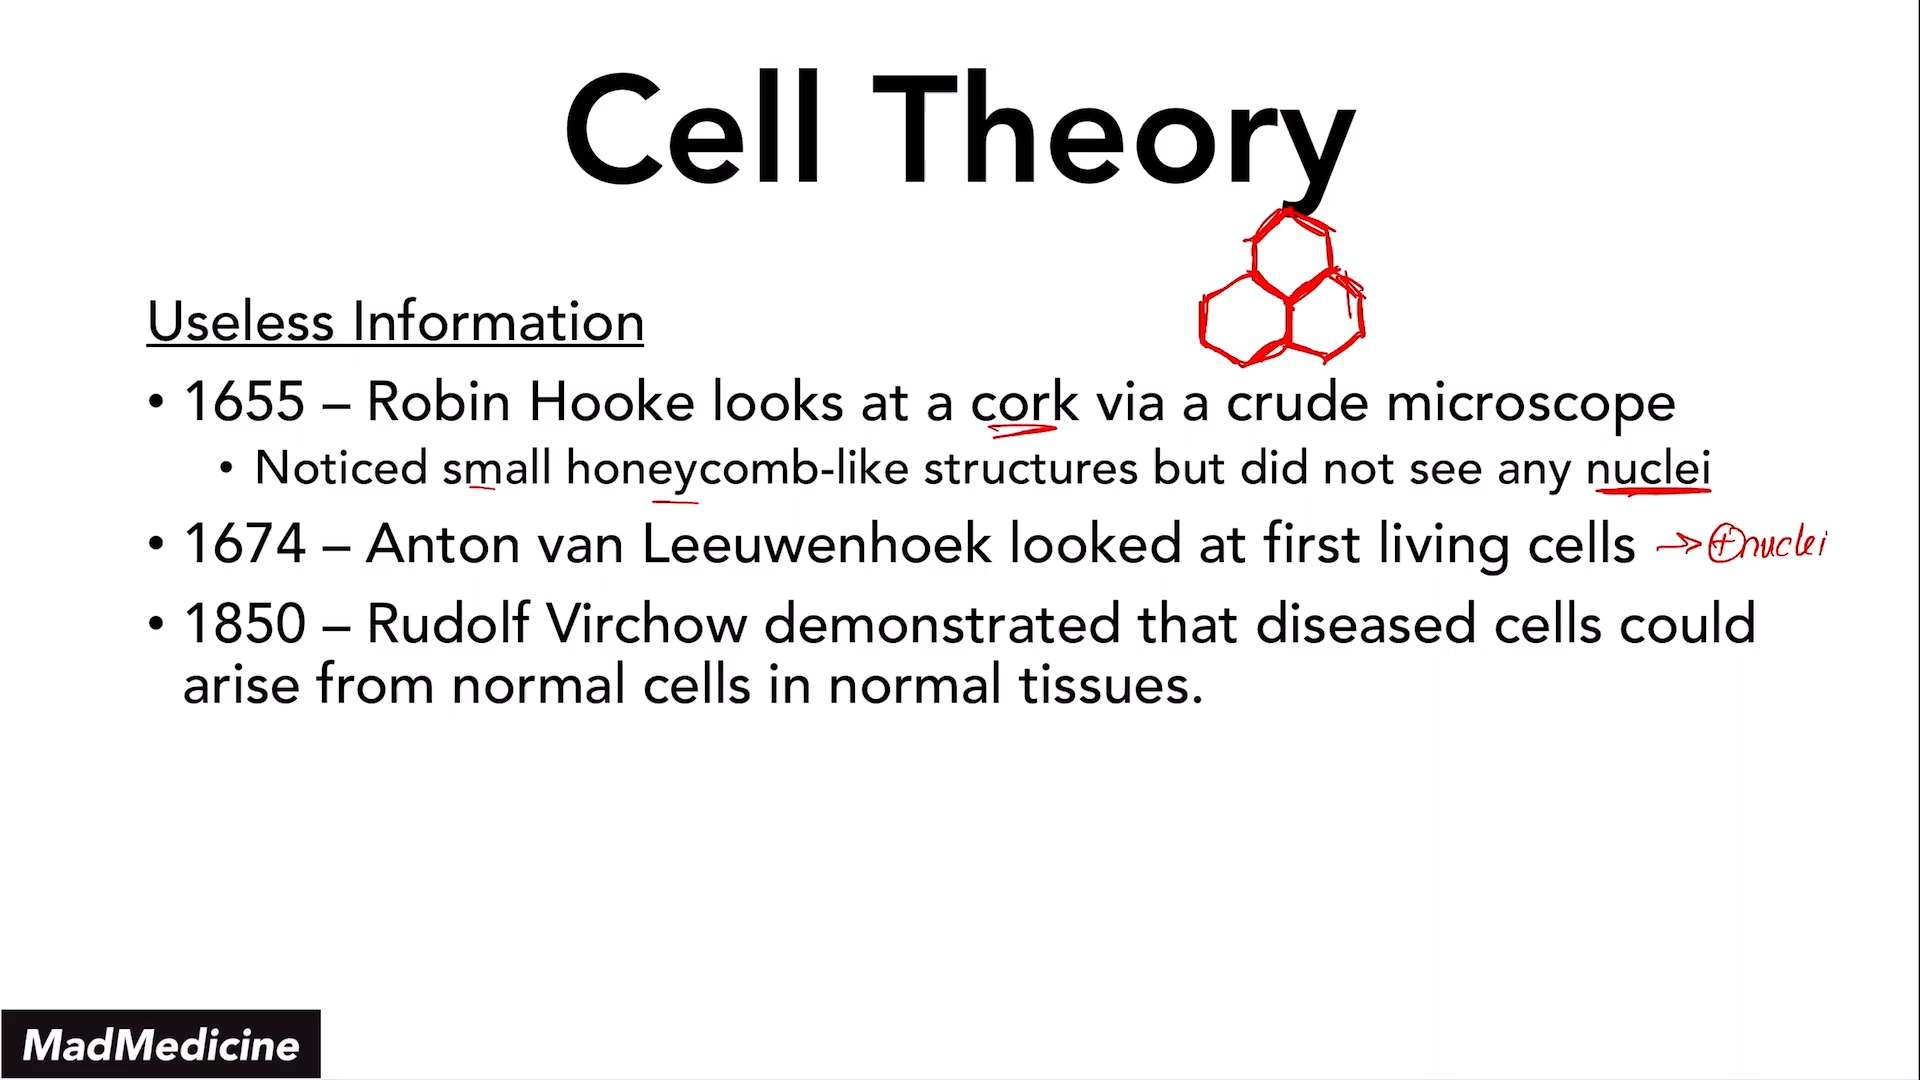 Cell Theory
Useless Information
• 1655 – Robin Hooke looks at a cork via a crude microscope
• Noticed small honeycomb-like structures but did not see any nuclei
• 1674 – Anton van Leeuwenhoek looked at first living cells → ⊕nuclei
• 1850 – Rudolf Virchow demonstrated that diseased cells could
arise from normal cells in normal tissues.
MadMedicine